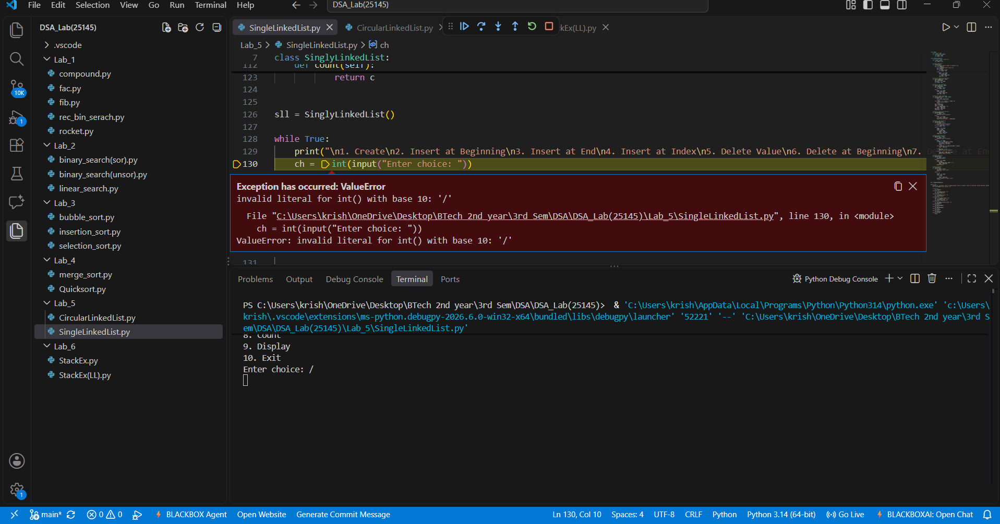 File Edit Selection View Go Run Terminal Help
DSA_Lab(25145)
DSA_Lab(25145)
.vscode
Lab_1
compound.py
fac.py
fib.py
rec_bin_serach.py
rocket.py
Lab_2
binary_search(sor).py
binary_search(unsor).py
linear_search.py
Lab_3
bubble_sort.py
insertion_sort.py
selection_sort.py
Lab_4
merge_sort.py
Quicksort.py
Lab_5
CircularLinkedList.py
SingleLinkedList.py
Lab_6
StackEx.py
StackEx(LL).py
10K
1
1
SingleLinkedList.py CircularLinkedList.py kEx(LL).py
Lab_5 > SingleLinkedList.py > ch
7 class SinglyLinkedList:
112 def count(self):
123 return c
124
125
126 sll = SinglyLinkedList()
127
128 while True:
129 print("\n1. Create\n2. Insert at Beginning\n3. Insert at End\n4. Insert at Index\n5. Delete Value\n6. Delete at Beginning\n7. Delete at En
130 ch = int(input("Enter choice: "))
Exception has occurred: ValueError
invalid literal for int() with base 10: '/'
File "C:\Users\krish\OneDrive\Desktop\BTech 2nd year\3rd Sem\DSA\DSA_Lab(25145)\Lab_5\SingleLinkedList.py", line 130, in <module>
ch = int(input("Enter choice: "))
ValueError: invalid literal for int() with base 10: '/'
131
Problems Output Debug Console Terminal Ports
Python Debug Console
PS C:\Users\krish\OneDrive\Desktop\BTech 2nd year\3rd Sem\DSA\DSA_Lab(25145)> & 'C:\Users\krish\AppData\Local\Programs\Python\Python314\python.exe' 'c:\Users\
krish\.vscode\extensions\ms-python.debugpy-2026.6.0-win32-x64\bundled\libs\debugpy\launcher' '52221' '--' 'C:\Users\krish\OneDrive\Desktop\BTech 2nd year\3rd S
em\DSA\DSA_Lab(25145)\Lab_5\SingleLinkedList.py'
8. Count
9. Display
10. Exit
Enter choice: /
main* 0 0 BLACKBOX Agent Open Website Generate Commit Message Ln 130, Col 10 Spaces: 4 UTF-8 CRLF Python Python 3.14 (64-bit) Go Live BLACKBOXAI: Open Chat